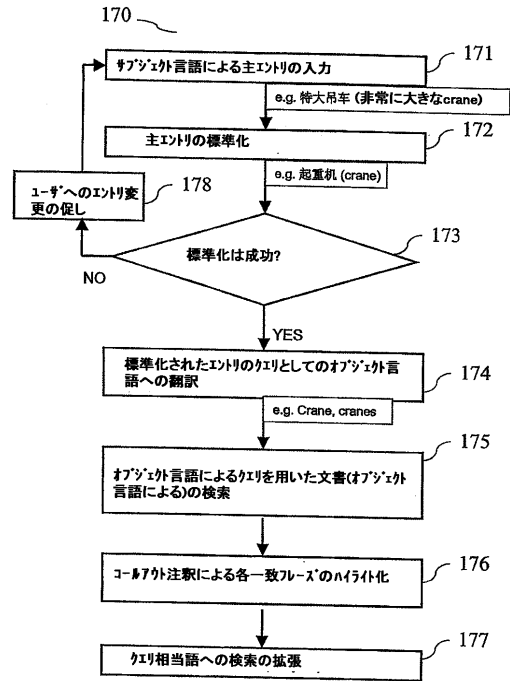 170
ｻﾌﾞｼﾞｪｸﾄ言語による主エントリの入力
171
e.g. 特大吊车 (非常に大きなcrane)
主エントリの標準化
172
e.g. 起重机 (crane)
ﾕｰｻﾞへのエントリ変
更の促し
178
標準化は成功?
173
NO
YES
標準化されたエントリのクエリとしてのオブジェクト言
語への翻訳
174
e.g. Crane, cranes
175
ｵﾌﾞｼﾞｪｸﾄ言語によるクエリを用いた文書(オブジェクト
言語による)の検索
ｺｰﾙアウト注釈による各一致フレーズのﾊｲﾗｲﾄ化
176
ｸｴﾘ相当語への検索の拡張
177